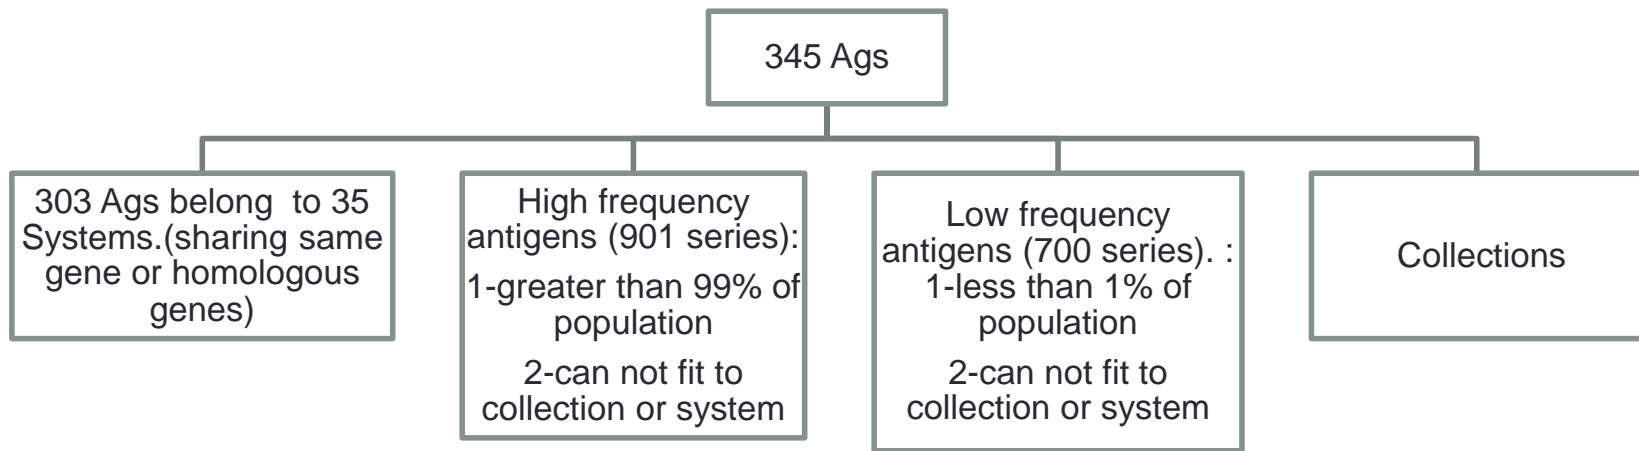 345 Ags
303 Ags belong  to 35
Systems.(sharing same
gene or homologous
genes)
High frequency
antigens (901 series):
1-greater than 99% of
population
2-can not fit to
collection or system
Low frequency
antigens (700 series). :
1-less than 1% of
population
2-can not fit to
collection or system
Collections